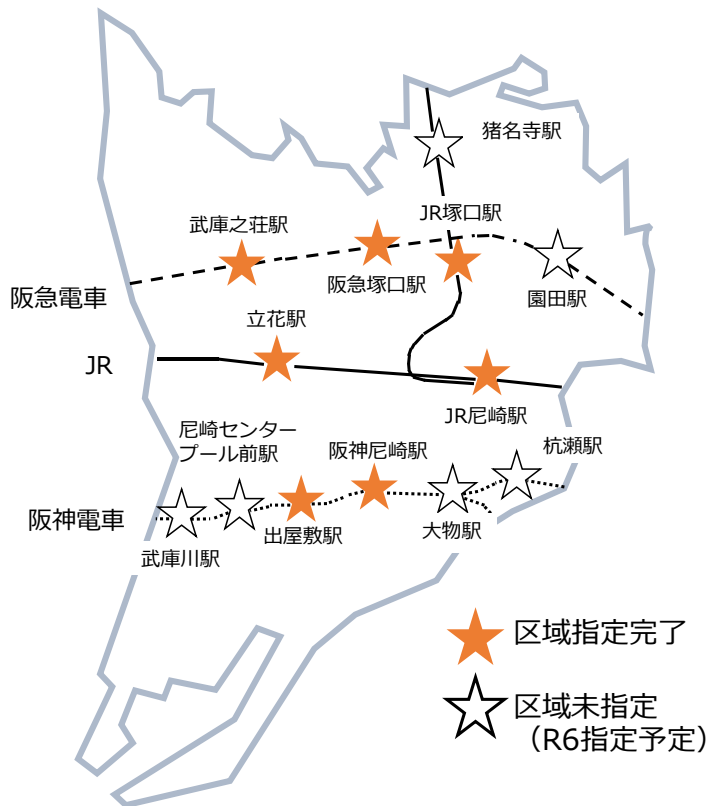 猪名寺駅
JR塚口駅
武庫之荘駅
阪急塚口駅
園田駅
阪急電車
立花駅
JR
JR尼崎駅
尼崎センター
プール前駅
阪神尼崎駅
杭瀬駅
阪神電車
出屋敷駅
大物駅
武庫川駅
区域指定完了
区域未指定
（R6指定予定）